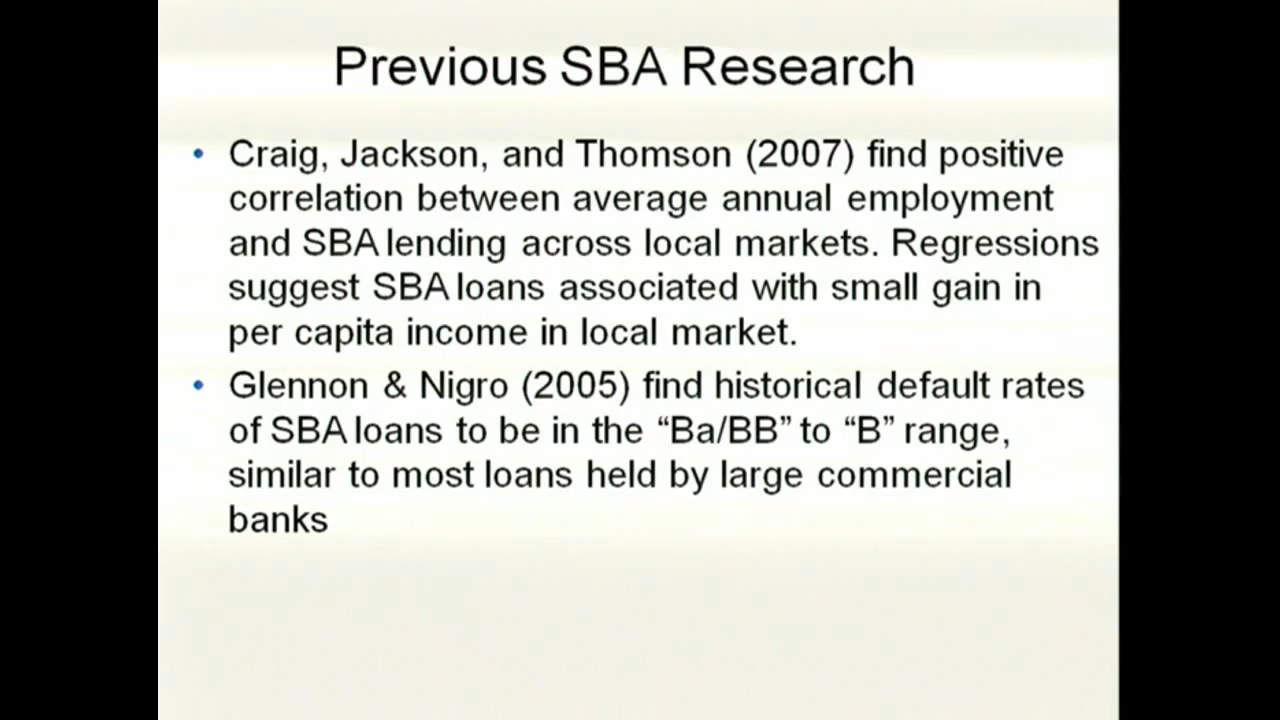 Previous SBA Research
• Craig, Jackson, and Thomson (2007) find positive
correlation between average annual employment
and SBA lending across local markets. Regressions
suggest SBA loans associated with small gain in
per capita income in local market.
• Glennon & Nigro (2005) find historical default rates
of SBA loans to be in the “Ba/BB” to “B” range,
similar to most loans held by large commercial
banks